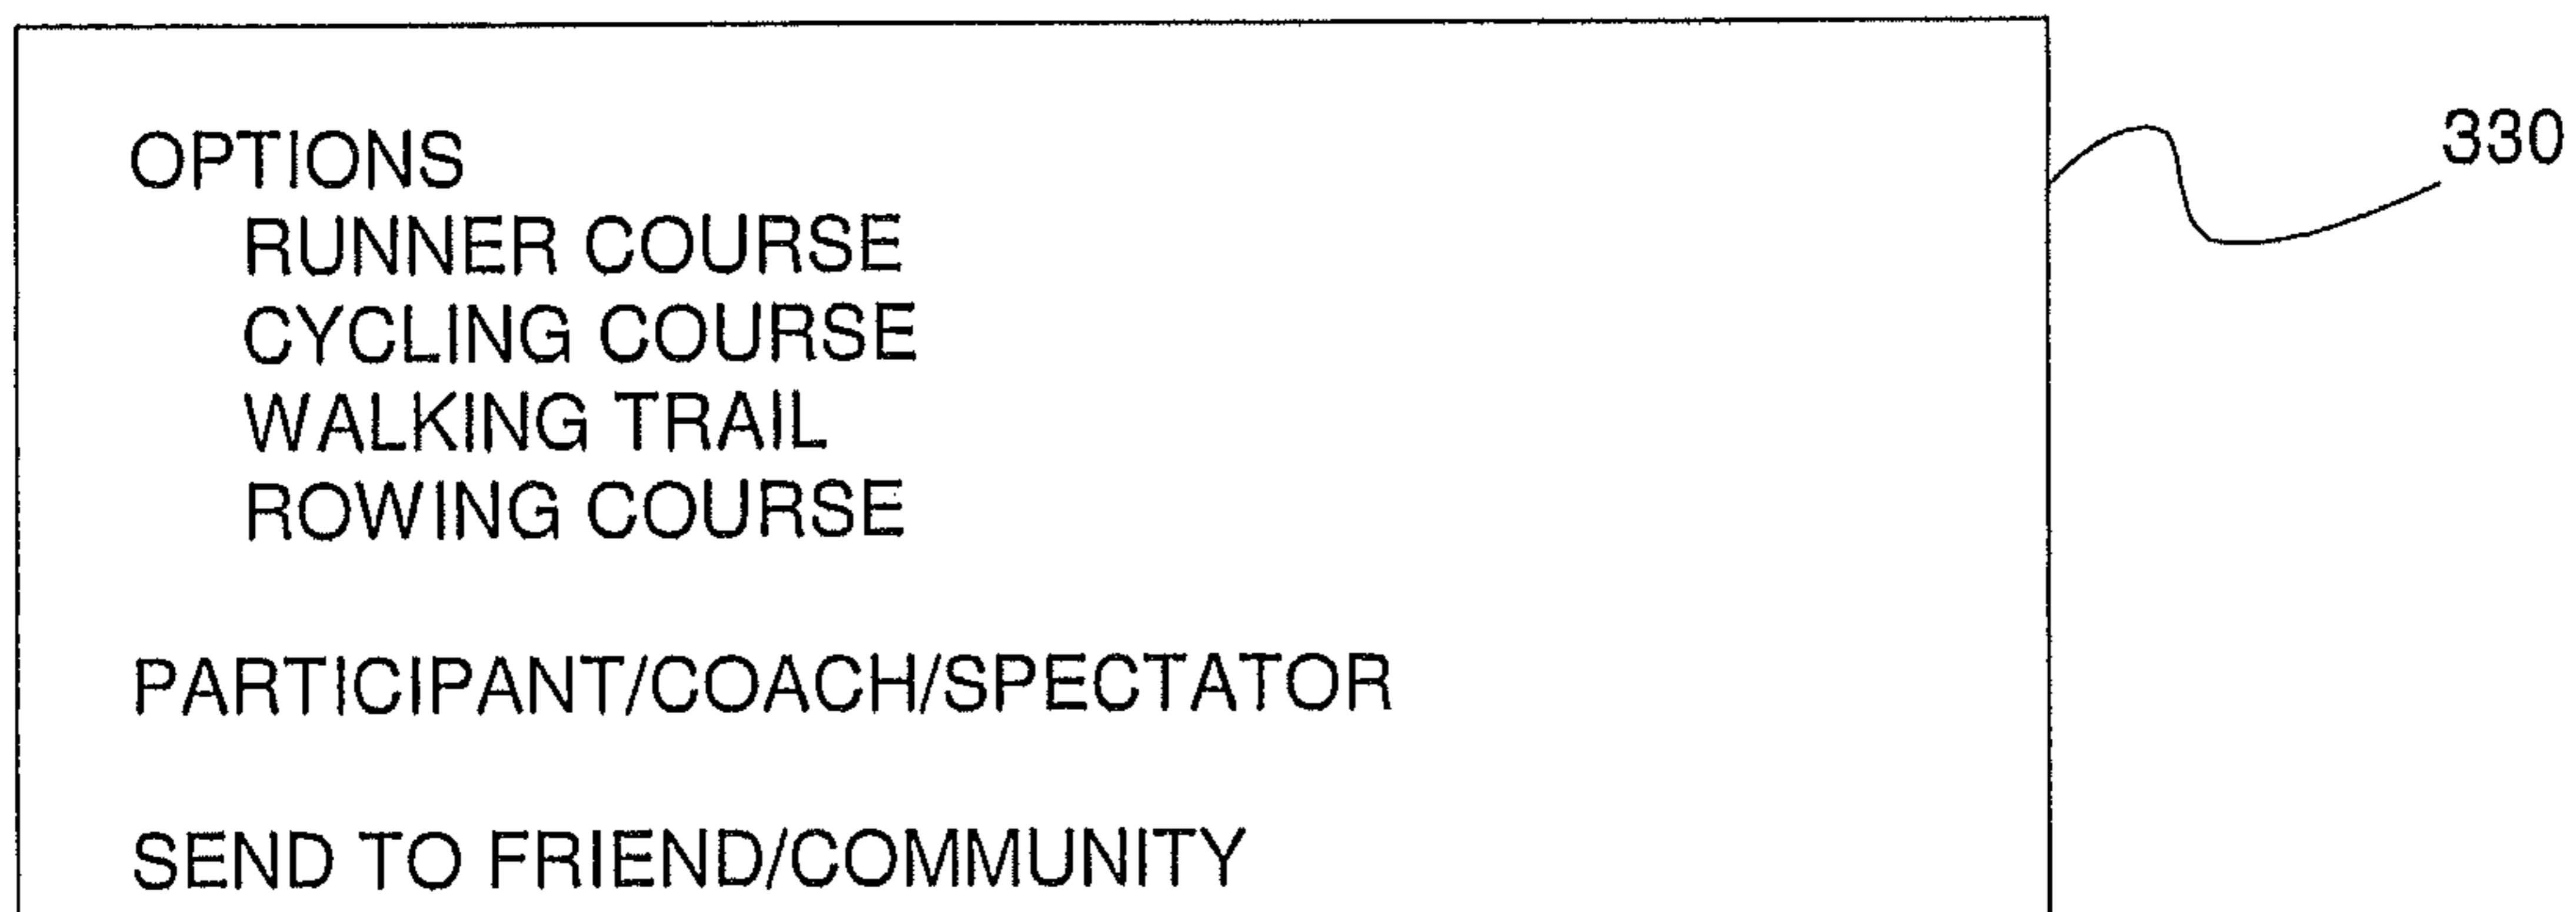 OPTIONS
RUNNER COURSE
CYCLING COURSE
WALKING TRAIL
ROWING COURSE
PARTICIPANT/COACH/SPECTATOR
SEND TO FRIEND/COMMUNITY
330